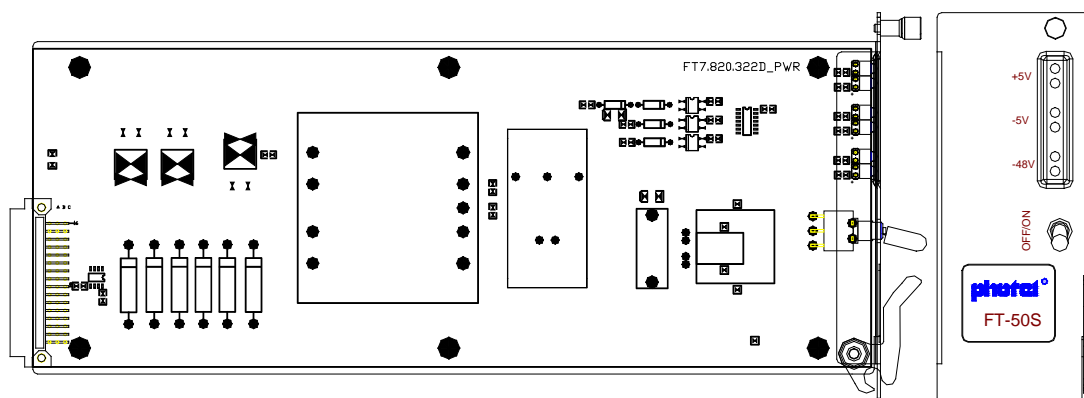 FT7.820.322D_PWR
+5V
-5V
-48V
OFF/ON
photel
FT-50S
A B C